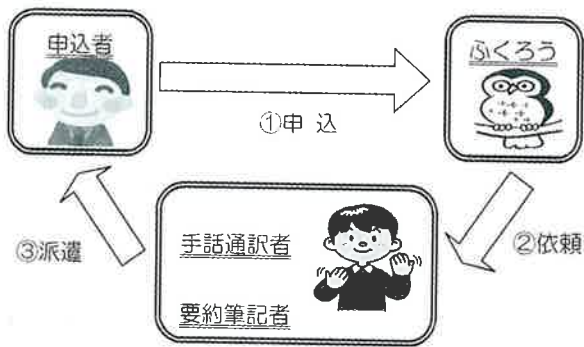 申込者
ふくろう
①申 込
②依頼
手話通訳者
③派遣
要約筆記者